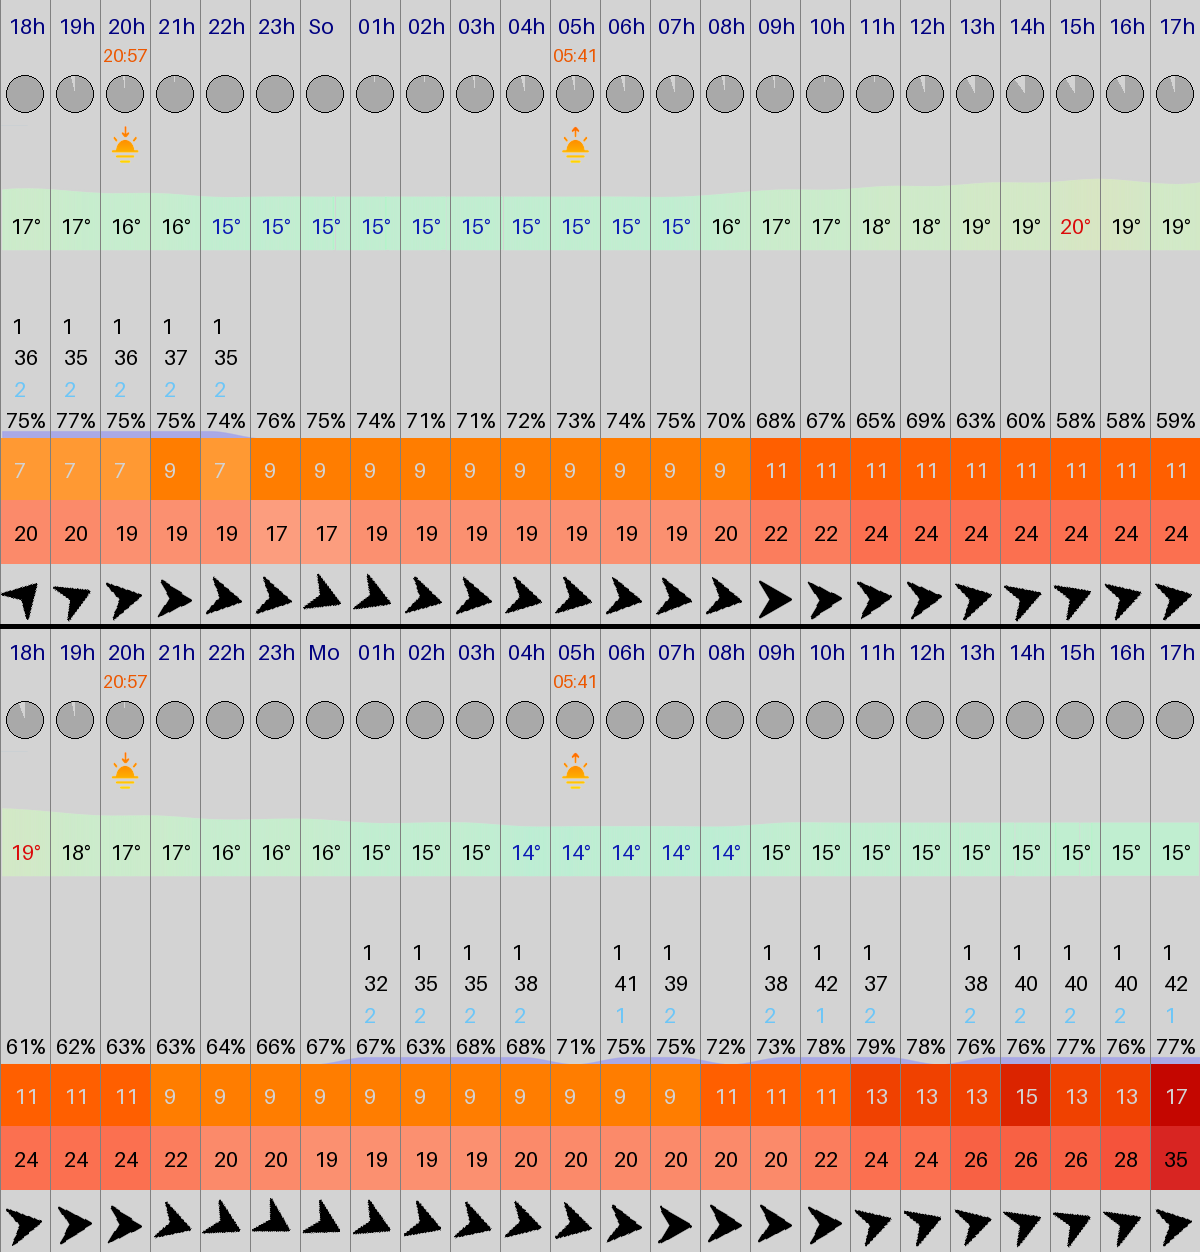 18h 19h 20h 21h 22h 23h So 01h 02h 03h 04h 05h 06h 07h 08h 09h 10h 11h 12h 13h 14h 15h 16h 17h
20:57 05:41
17° 17° 16° 16° 15° 15° 15° 15° 15° 15° 15° 15° 15° 15° 16° 17° 17° 18° 18° 19° 19° 20° 19° 19°
1 1 1 1 1
36 35 36 37 35
2 2 2 2 2
75% 77% 75% 75% 74% 76% 75% 74% 71% 71% 72% 73% 74% 75% 70% 68% 67% 65% 69% 63% 60% 58% 58% 59%
7 7 7 9 7 9 9 9 9 9 9 9 9 9 9 11 11 11 11 11 11 11 11 11
20 20 19 19 19 17 17 19 19 19 19 19 19 19 20 22 22 24 24 24 24 24 24 24
18h 19h 20h 21h 22h 23h Mo 01h 02h 03h 04h 05h 06h 07h 08h 09h 10h 11h 12h 13h 14h 15h 16h 17h
20:57 05:41
19° 18° 17° 17° 16° 16° 16° 15° 15° 15° 14° 14° 14° 14° 14° 15° 15° 15° 15° 15° 15° 15° 15° 15°
1 1 1 1 1 1 1 1 1 1 1 1 1 1
32 35 35 38 41 39 38 42 37 38 40 40 40 42
2 2 2 2 1 2 2 1 2 2 2 2 2 1
61% 62% 63% 63% 64% 66% 67% 67% 63% 68% 68% 71% 75% 75% 72% 73% 78% 79% 78% 76% 76% 77% 76% 77%
11 11 11 9 9 9 9 9 9 9 9 9 9 9 11 11 11 13 13 13 15 13 13 17
24 24 24 22 20 20 19 19 19 19 20 20 20 20 20 20 22 24 24 26 26 26 28 35